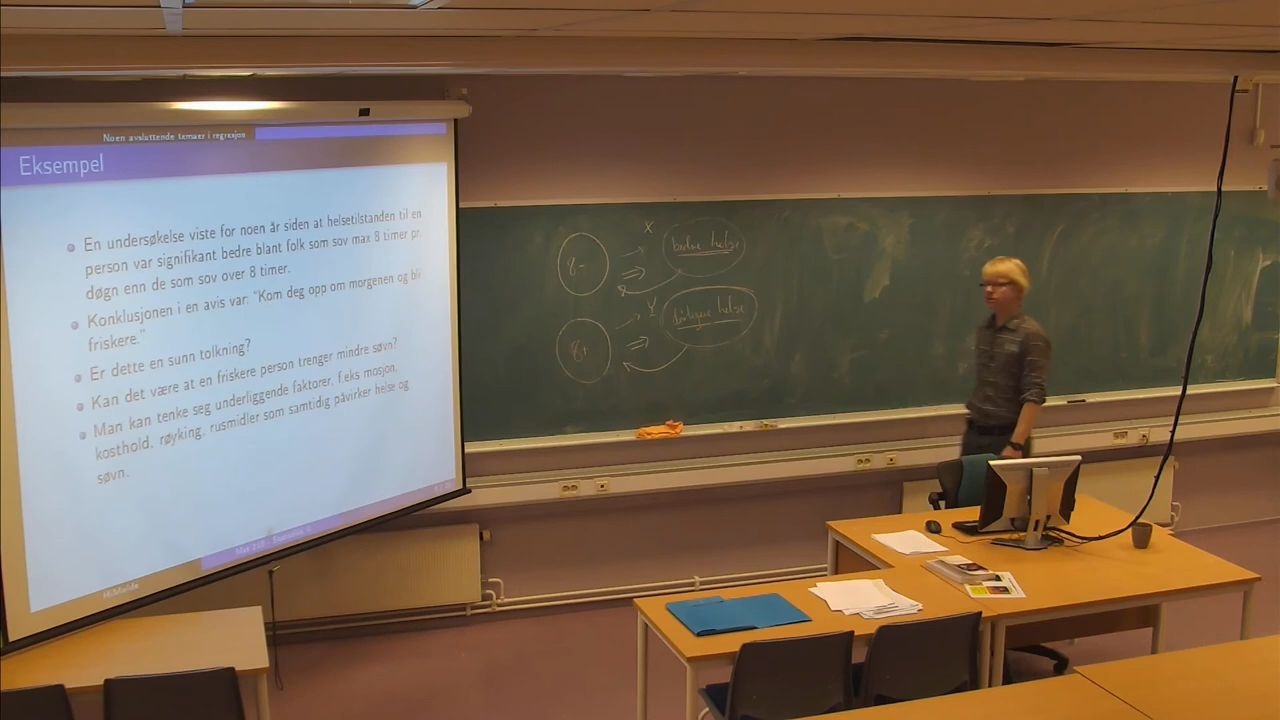 Noen avsluttende temaer i regresjon
Eksempel
En undersøkelse viste for noen år siden at helsetilstanden til en
person var signifikant bedre blant folk som sov max 8 timer pr.
døgn enn de som sov over 8 timer.
Konklusjonen i en avis var: "Kom deg opp om morgenen og bli
friskere."
Er dette en sunn tolkning?
Kan det være at en friskere person trenger mindre søvn?
Man kan tenke seg underliggende faktorer, f.eks mosjon,
kosthold, røyking, rusmidler som samtidig påvirker helse og
søvn.
HiMolde
X
8-
bedre helse
Y
8+
dårligere helse